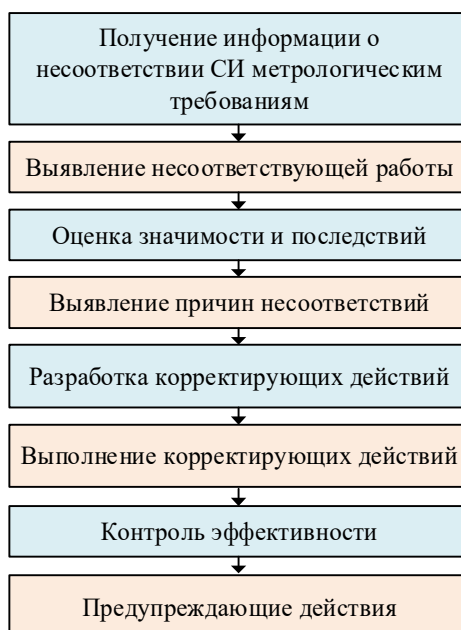 Получение информации о
несоответствии СИ метрологическим
требованиям
Выявление несоответствующей работы
Оценка значимости и последствий
Выявление причин несоответствий
Разработка корректирующих действий
Выполнение корректирующих действий
Контроль эффективности
Предупреждающие действия